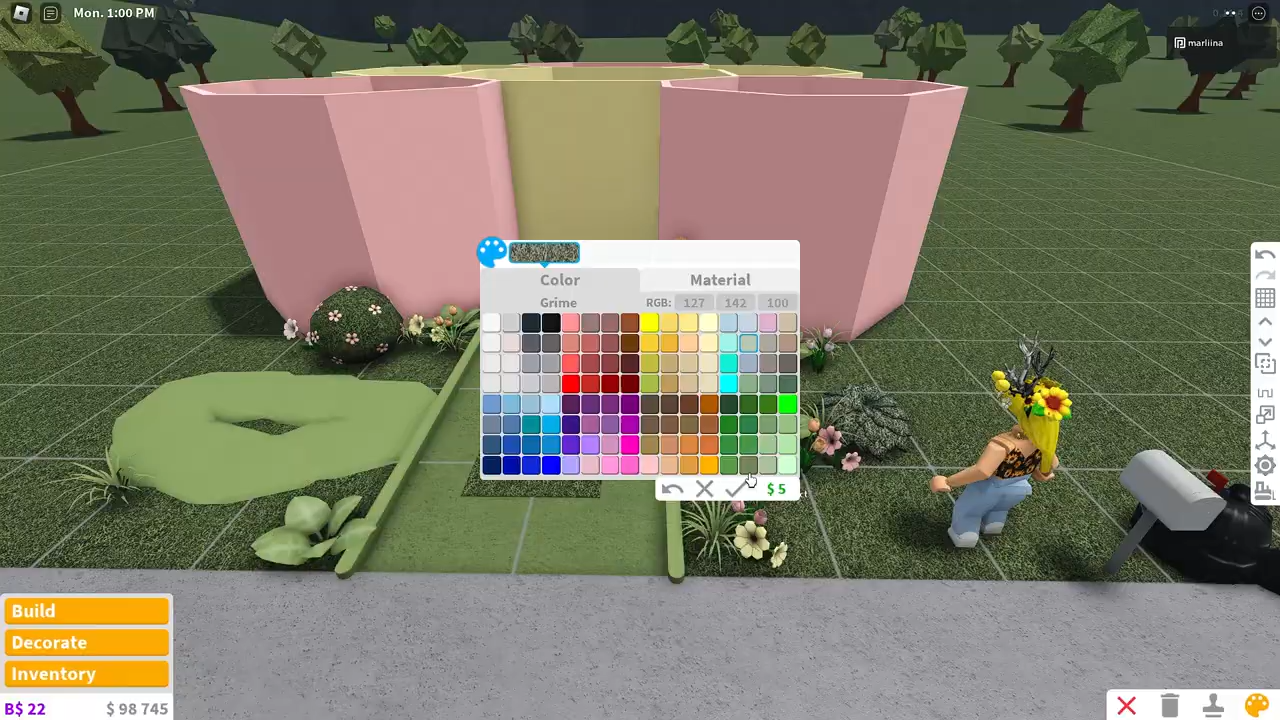 Mon. 1:00 PM
marliina
Color
Material
Grime
RGB: 127 142 100
$ 5
Build
Decorate
Inventory
B$ 22
$ 98 745